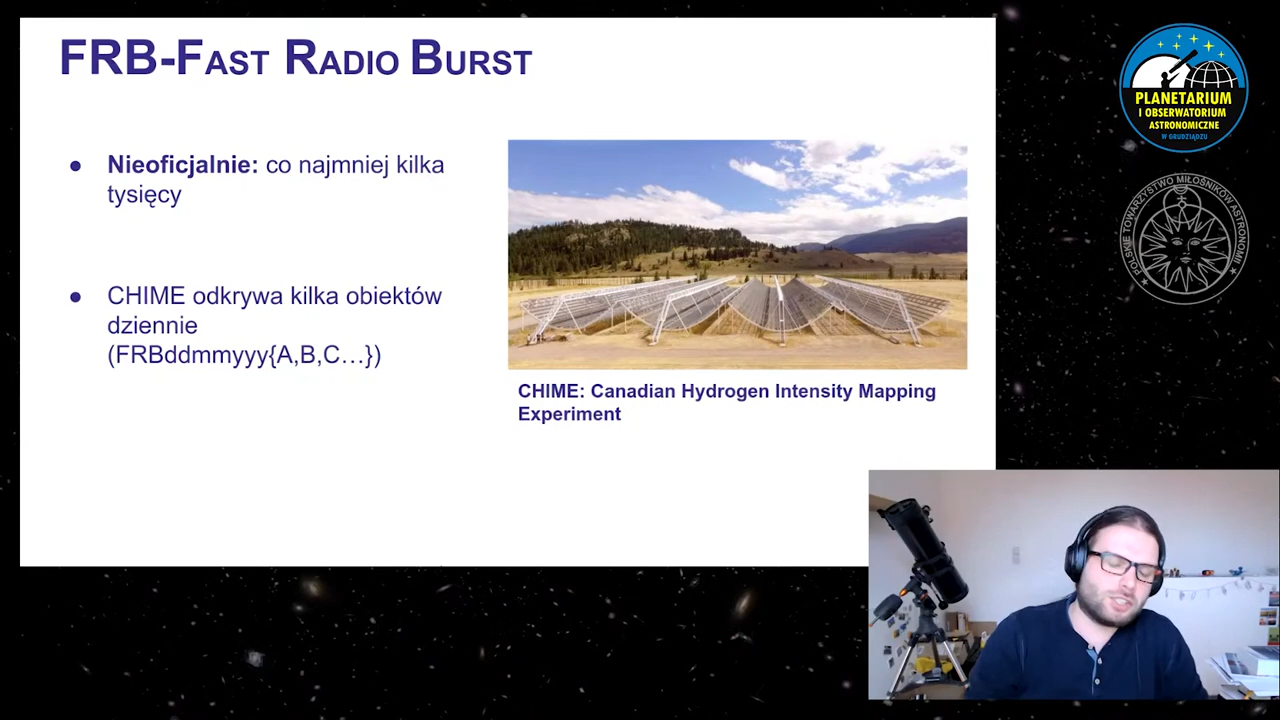 FRB-FAST RADIO BURST
● Nieoficjalnie: co najmniej kilka
tysięcy
● CHIME odkrywa kilka obiektów
dziennie
(FRBddmmyyy{A,B,C…})
CHIME: Canadian Hydrogen Intensity Mapping
Experiment
PLANETARIUM
I OBSERWATORIUM
ASTRONOMICZNE
W GRUDZIĄDZU
POLSKIE TOWARZYSTWO MIŁOŚNIKÓW ASTRONOMII